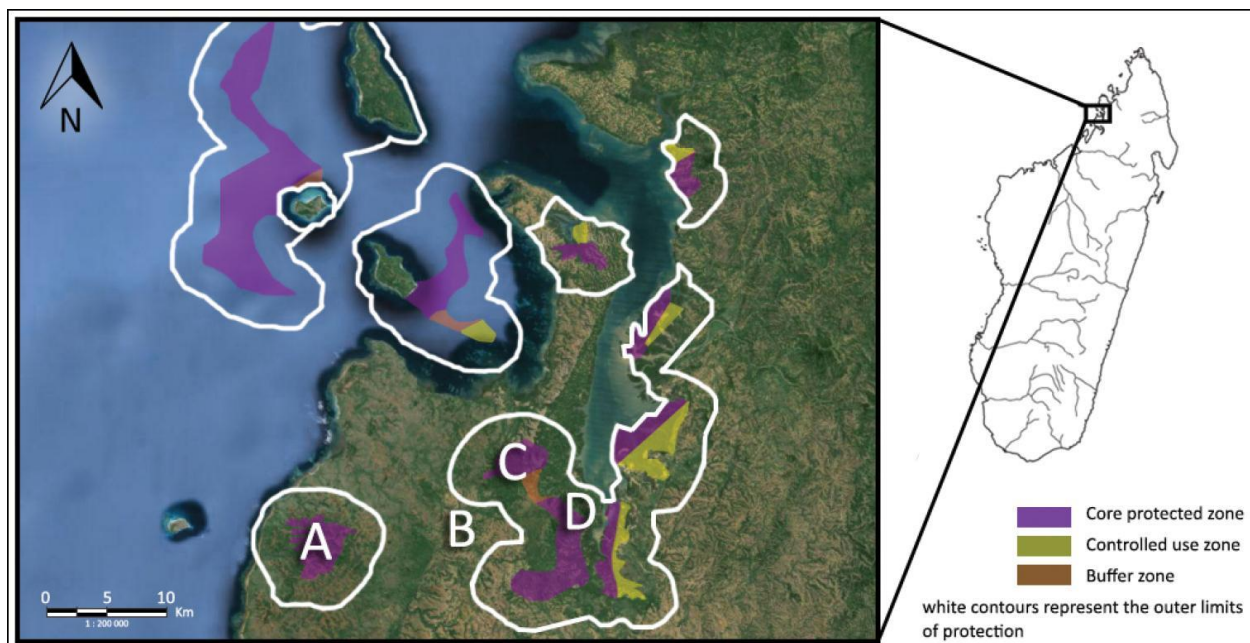 N
A
B
C
D
0 5 10
Km
1 : 200 000
Core protected zone
Controlled use zone
Buffer zone
white contours represent the outer limits
of protection